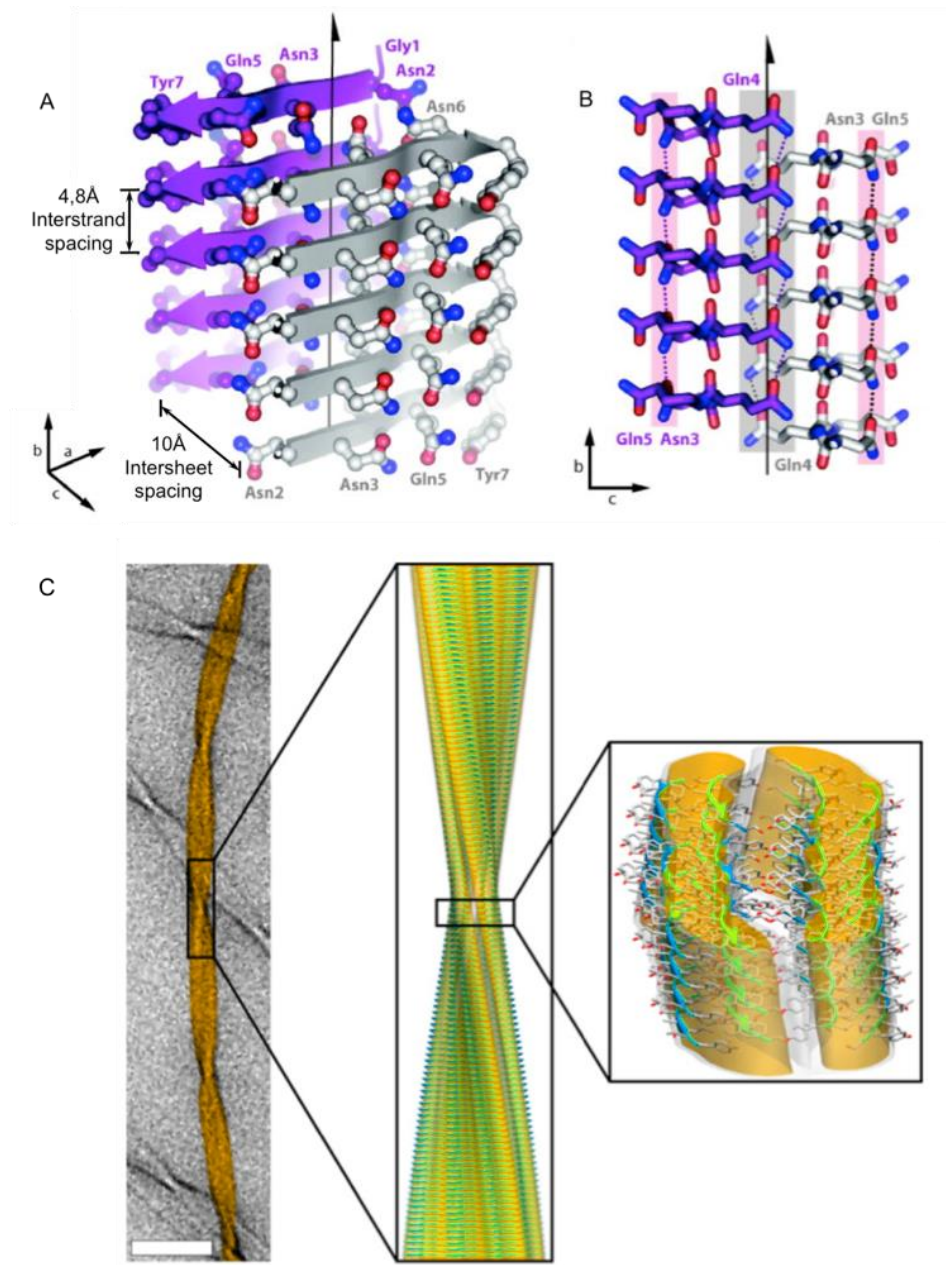 A
Tyr7
Gln5
Asn3
Gly1
Asn2
Asn6
4,8Å
Interstrand
spacing
10Å
Intersheet
spacing
b
a
c
Asn2
Asn3
Gln5
Tyr7
B
Gln4
Asn3 Gln5
Gln5 Asn3
Gln4
b
c
C